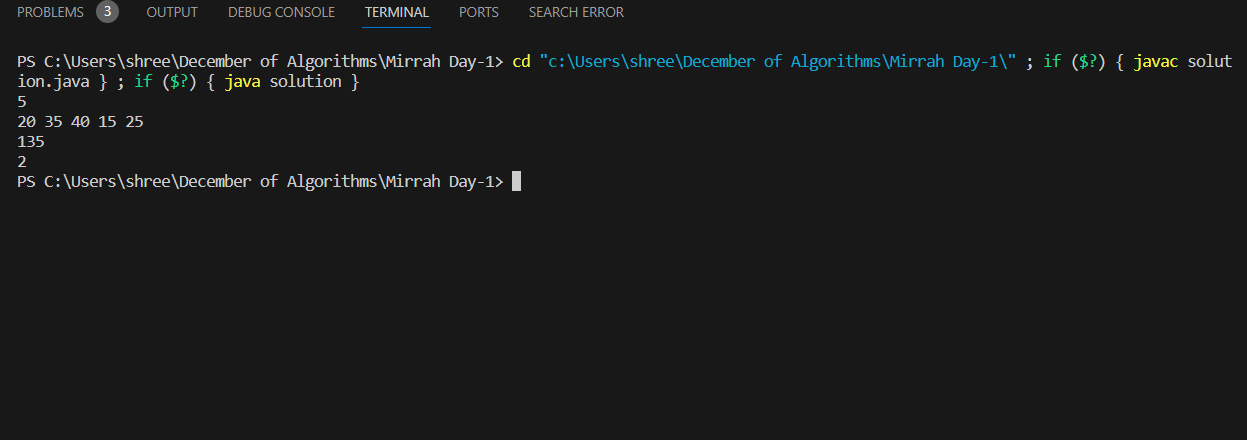 PROBLEMS 3 OUTPUT DEBUG CONSOLE TERMINAL PORTS SEARCH ERROR
PS C:\Users\shree\December of Algorithms\Mirrah Day-1> cd "c:\Users\shree\December of Algorithms\Mirrah Day-1\" ; if ($?) { javac solut
ion.java } ; if ($?) { java solution }
5
20 35 40 15 25
135
2
PS C:\Users\shree\December of Algorithms\Mirrah Day-1>